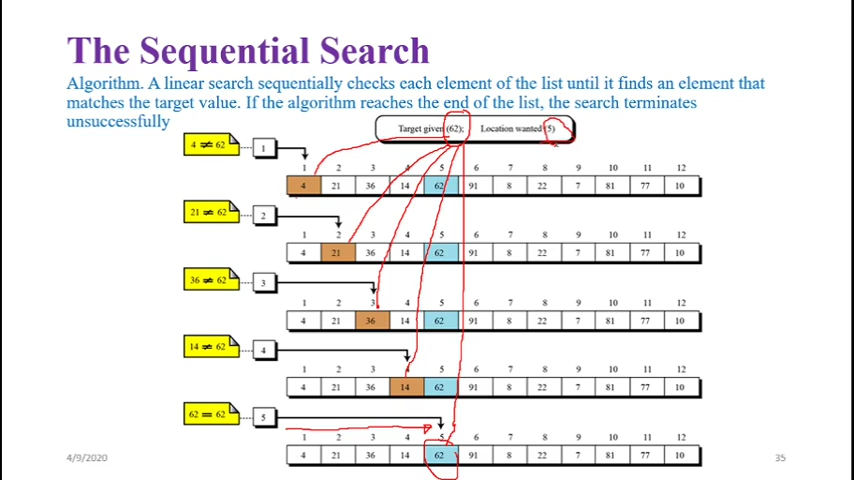 The Sequential Search
Algorithm. A linear search sequentially checks each element of the list until it finds an element that
matches the target value. If the algorithm reaches the end of the list, the search terminates
unsuccessfully
Target given (62); Location wanted (5)
4 ≠ 62 1
1 2 3 4 5 6 7 8 9 10 11 12
4 21 36 14 62 91 8 22 7 81 77 10
21 ≠ 62 2
1 2 3 4 5 6 7 8 9 10 11 12
4 21 36 14 62 91 8 22 7 81 77 10
36 ≠ 62 3
1 2 3 4 5 6 7 8 9 10 11 12
4 21 36 14 62 91 8 22 7 81 77 10
14 ≠ 62 4
1 2 3 4 5 6 7 8 9 10 11 12
4 21 36 14 62 91 8 22 7 81 77 10
62 = 62 5
1 2 3 4 5 6 7 8 9 10 11 12
4 21 36 14 62 91 8 22 7 81 77 10
4/9/2020 35